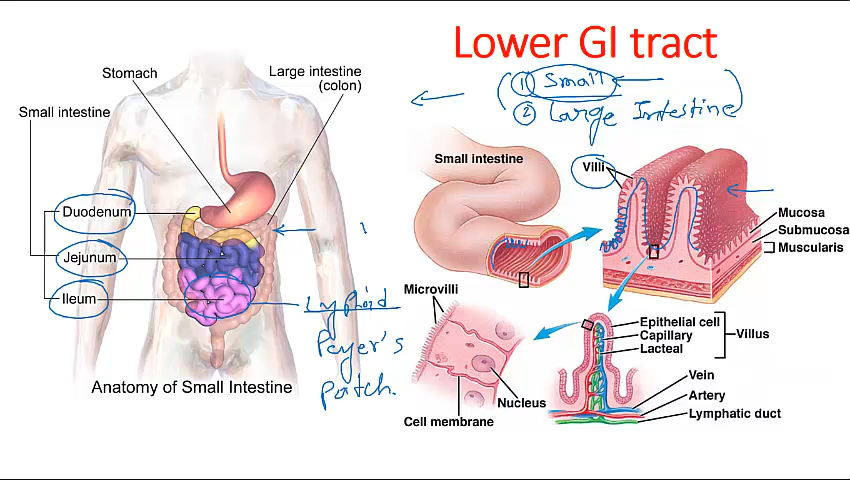 Lower GI tract
① Small
② Large Intestine
Stomach
Large intestine
(colon)
Small intestine
Duodenum
Jejunum
Ileum
Lyphoid
Peyer's
patch.
Anatomy of Small Intestine
Small intestine
Villi
Mucosa
Submucosa
Muscularis
Microvilli
Nucleus
Cell membrane
Epithelial cell
Capillary
Lacteal
Villus
Vein
Artery
Lymphatic duct